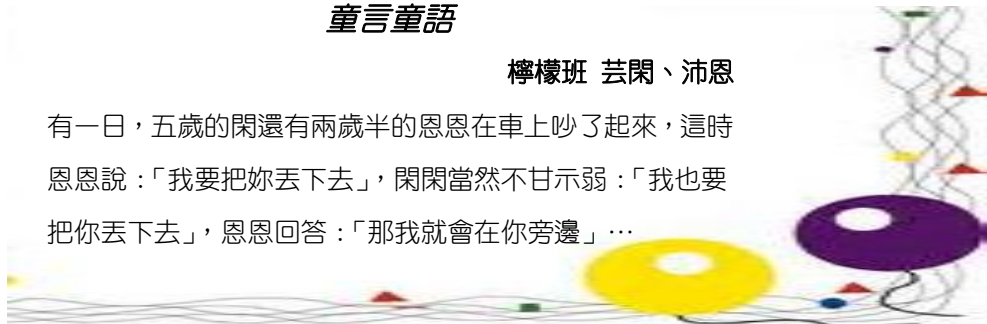 童言童語
檸檬班 芸閑、沛恩
有一日，五歲的閑還有兩歲半的恩恩在車上吵了起來，這時
恩恩說：「我要把妳丟下去」，閑閑當然不甘示弱：「我也要
把你丟下去」，恩恩回答：「那我就會在你旁邊」…